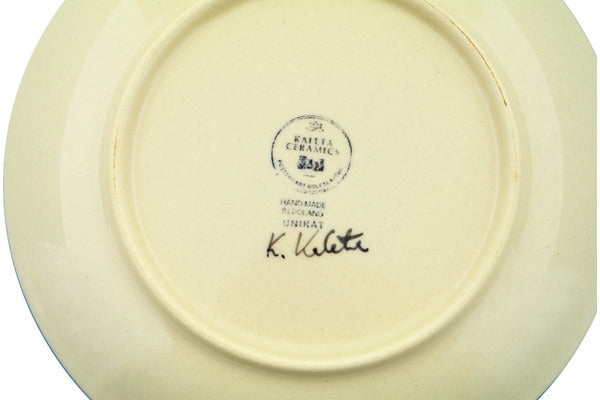 KALETA
CERAMICS
HAND MADE
IN POLAND
UNIKAT
K. Kaleta